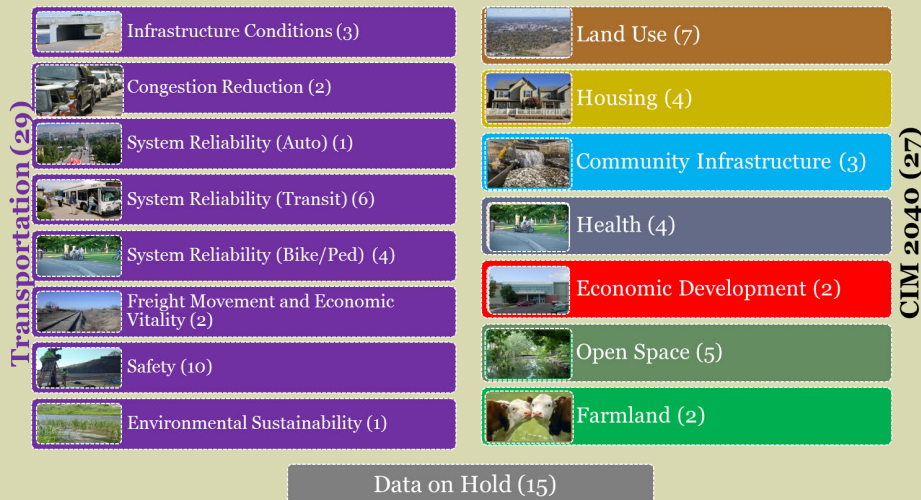 Transportation (29)
Infrastructure Conditions (3)
Congestion Reduction (2)
System Reliability (Auto) (1)
System Reliability (Transit) (6)
System Reliability (Bike/Ped) (4)
Freight Movement and Economic
Vitality (2)
Safety (10)
Environmental Sustainability (1)
Land Use (7)
Housing (4)
Community Infrastructure (3)
Health (4)
Economic Development (2)
Open Space (5)
Farmland (2)
CIM 2040 (27)
Data on Hold (15)